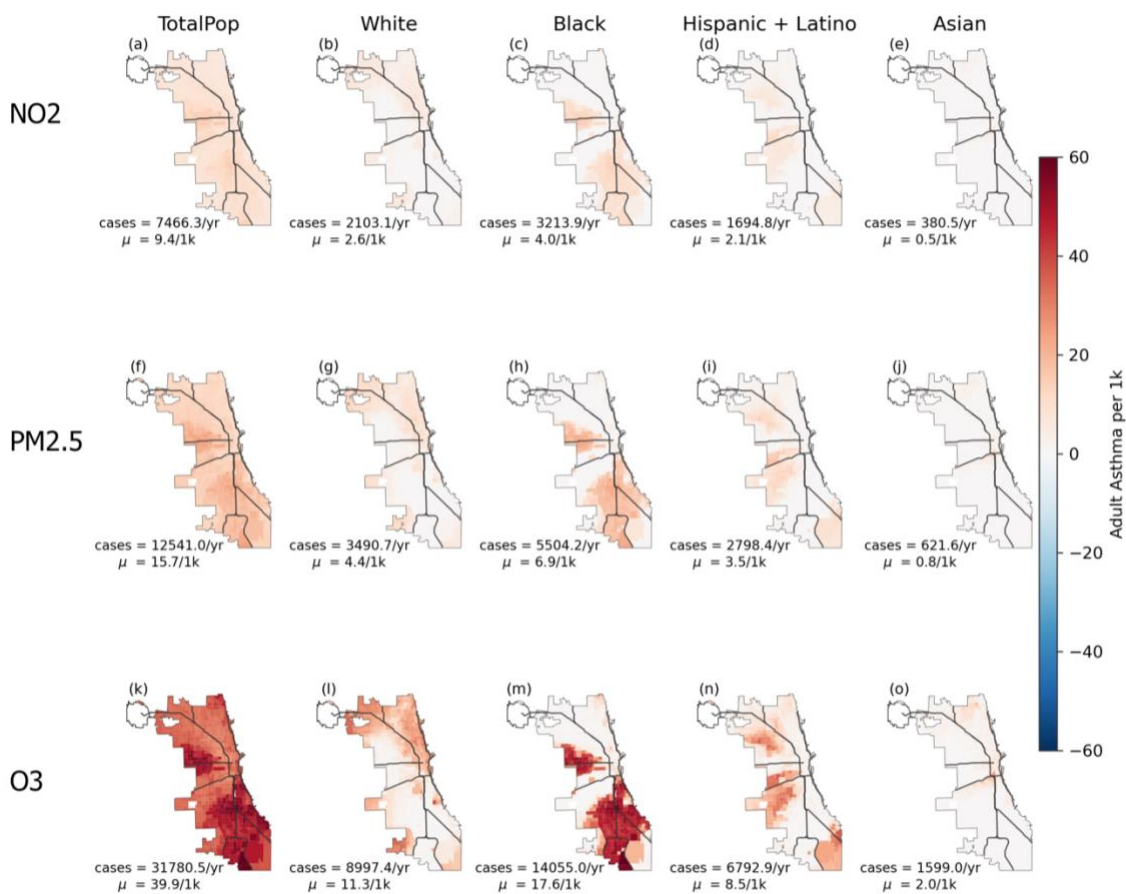 TotalPop White Black Hispanic + Latino Asian
(a) (b) (c) (d) (e)
NO2
cases = 7466.3/yr cases = 2103.1/yr cases = 3213.9/yr cases = 1694.8/yr cases = 380.5/yr
μ = 9.4/1k μ = 2.6/1k μ = 4.0/1k μ = 2.1/1k μ = 0.5/1k
(f) (g) (h) (i) (j)
PM2.5
cases = 12541.0/yr cases = 3490.7/yr cases = 5504.2/yr cases = 2798.4/yr cases = 621.6/yr
μ = 15.7/1k μ = 4.4/1k μ = 6.9/1k μ = 3.5/1k μ = 0.8/1k
(k) (l) (m) (n) (o)
O3
cases = 31780.5/yr cases = 8997.4/yr cases = 14055.0/yr cases = 6792.9/yr cases = 1599.0/yr
μ = 39.9/1k μ = 11.3/1k μ = 17.6/1k μ = 8.5/1k μ = 2.0/1k
60
40
20
0
−20
−40
−60
Adult Asthma per 1k